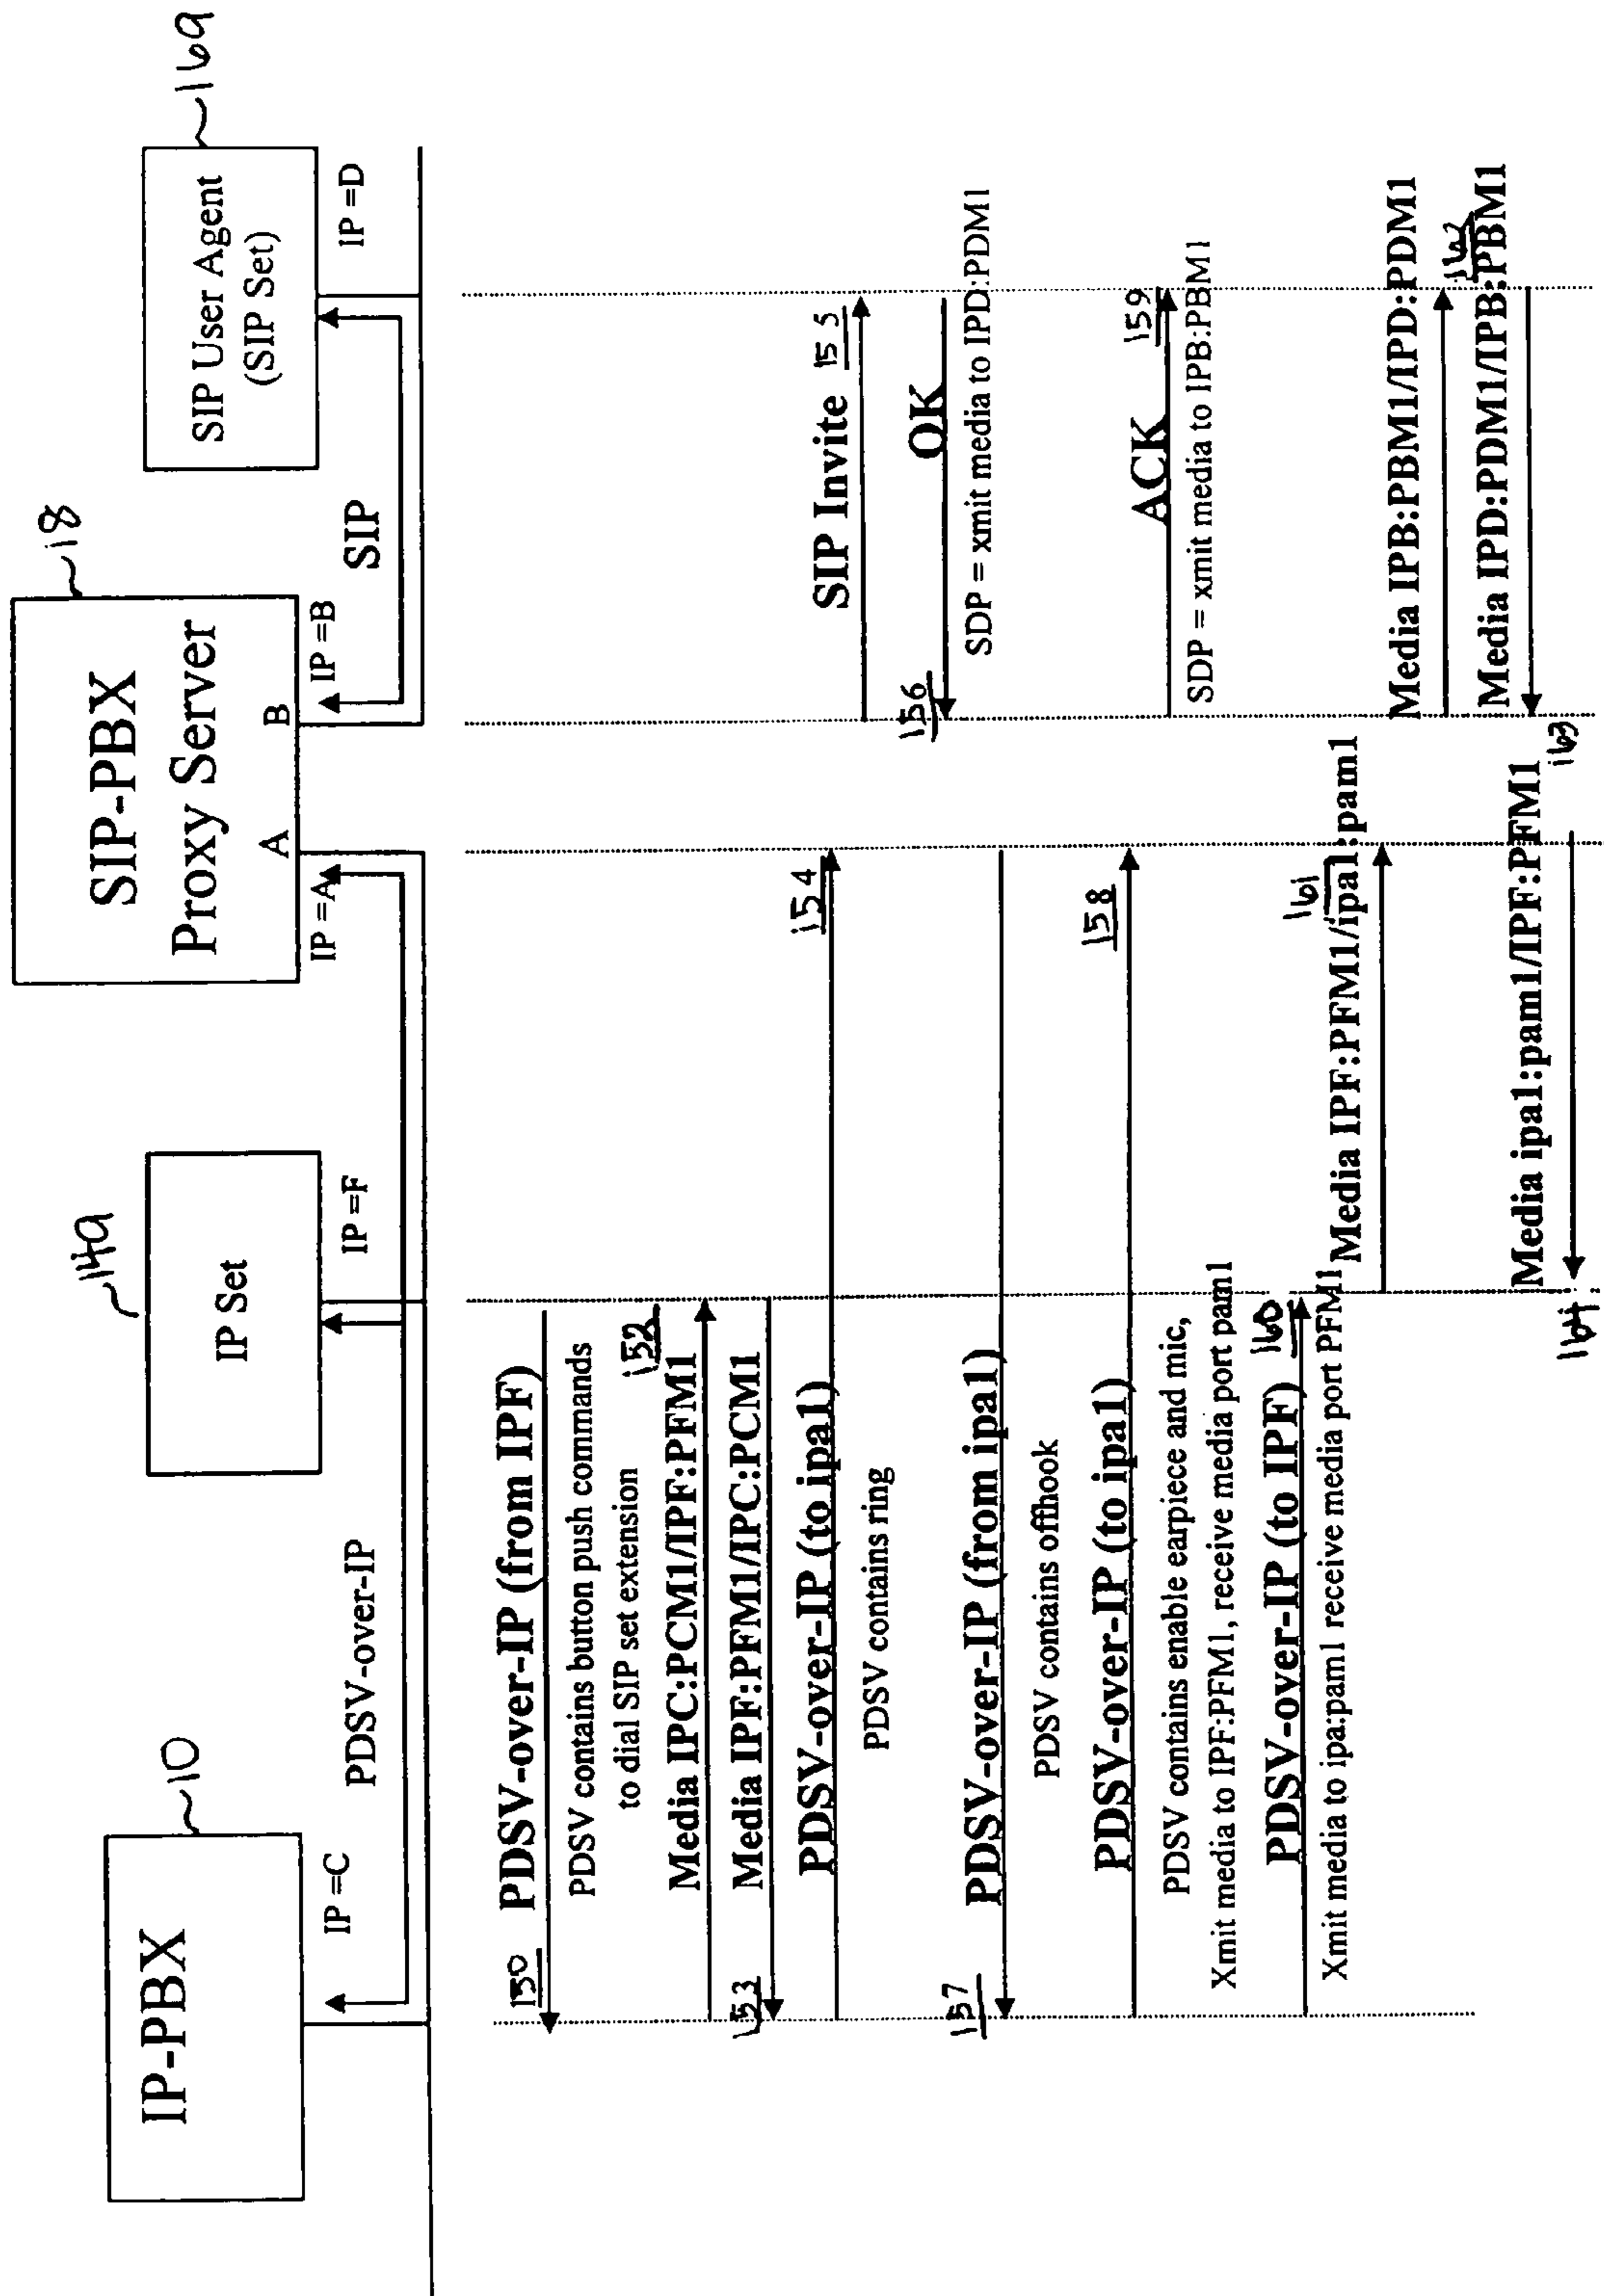 IP-PBX
10
IP =C
PDSV-over-IP
14a
IP Set
IP =F
18
SIP-PBX
Proxy Server
A
B
IP =A
IP =B
SIP
16a
SIP User Agent
(SIP Set)
IP =D
150
PDSV-over-IP (from IPF)
PDSV contains button push commands
to dial SIP set extension
152
Media IPC:PCM1/IPF:PFM1
153
Media IPF:PFM1/IPC:PCM1
PDSV-over-IP (to ipa1)
154
PDSV contains ring
SIP Invite
155
156
OK
SDP = xmit media to IPD:PDM1
157
PDSV-over-IP (from ipa1)
PDSV contains offhook
PDSV-over-IP (to ipa1)
158
PDSV contains enable earpiece and mic,
Xmit media to IPF:PFM1, receive media port pam1
ACK
159
SDP = xmit media to IPB:PBM1
PDSV-over-IP (to IPF)
160
Xmit media to ipa:pam1 receive media port PFM1
161
Media IPF:PFM1/ipa1:pam1
Media IPB:PBM1/IPD:PDM1
162
Media IPD:PDM1/IPB:PBM1
163
Media ipa1:pam1/IPF:PFM1
164